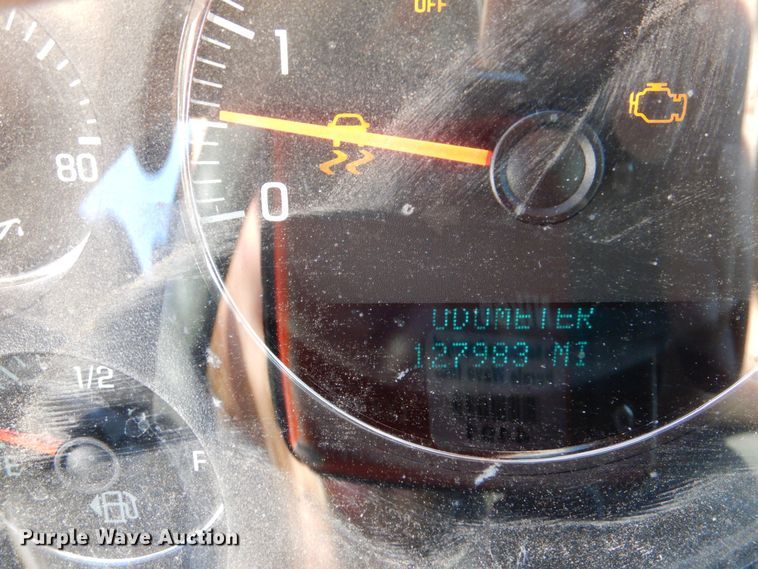 OFF
1
80
0
ODOMETER
127983 MI
1/2
E
F
Purple Wave Auction